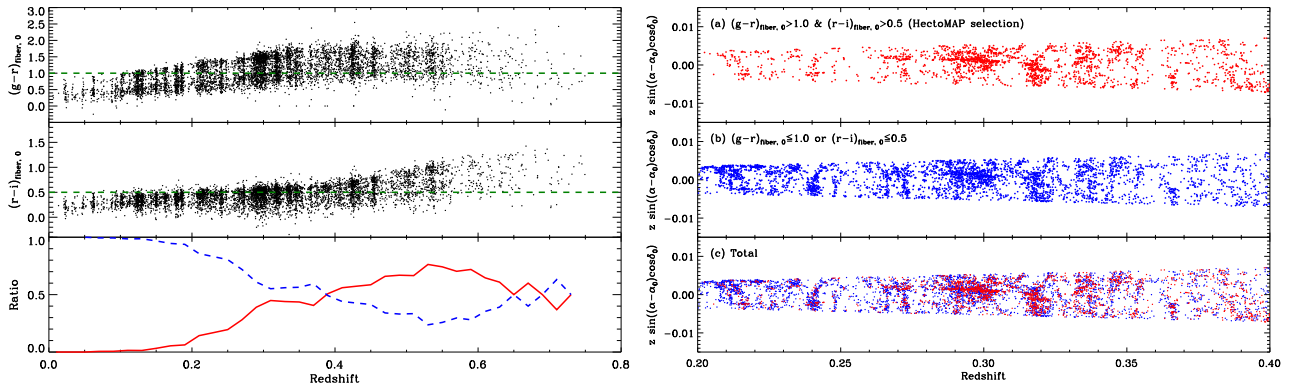 3.0
2.5
2.0
1.5
1.0
0.5
0.0
(g-r)fiber, 0
1.5
1.0
0.5
0.0
(r-i)fiber, 0
1.0
0.5
0.0
Ratio
0.0 0.2 0.4 0.6 0.8
Redshift
0.01
0.00
-0.01
z sin((α-α0)cosδ0)
(a) (g-r)fiber, 0>1.0 & (r-i)fiber, 0>0.5 (HectoMAP selection)
0.01
0.00
-0.01
z sin((α-α0)cosδ0)
(b) (g-r)fiber, 0≦1.0 or (r-i)fiber, 0≦0.5
0.01
0.00
-0.01
z sin((α-α0)cosδ0)
(c) Total
0.20 0.25 0.30 0.35 0.40
Redshift